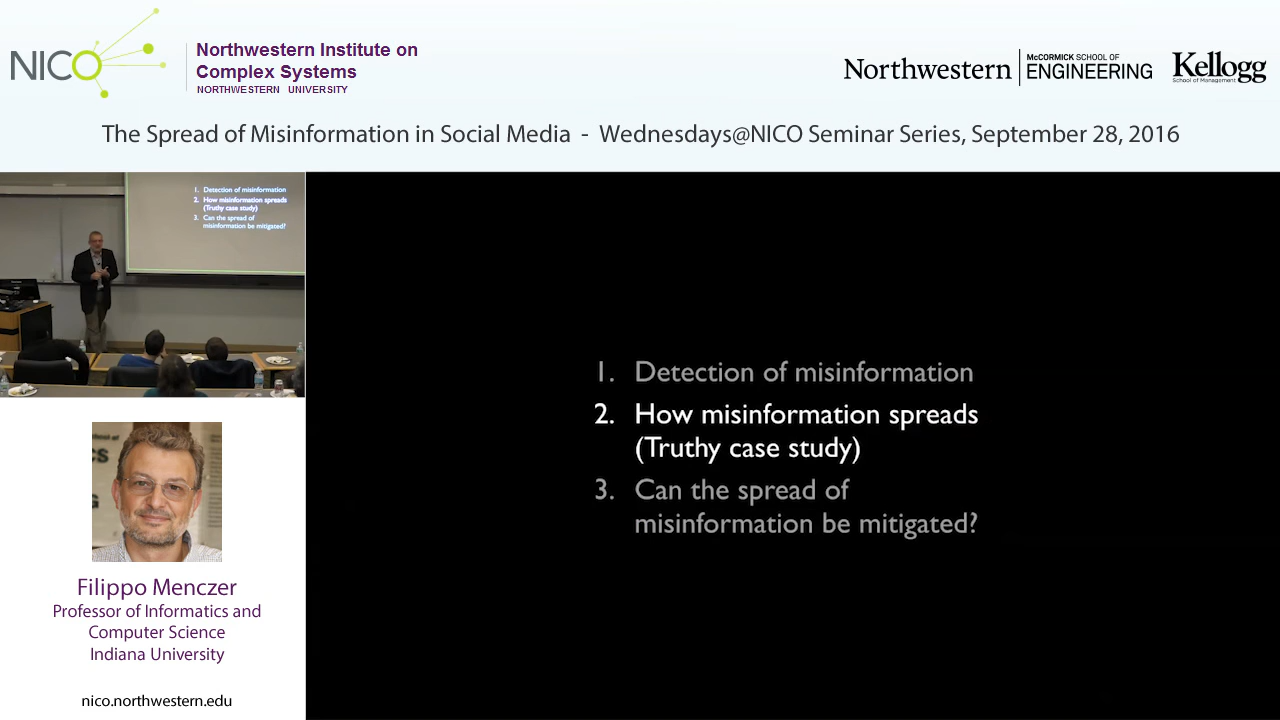 NICO
Northwestern Institute on
Complex Systems
NORTHWESTERN UNIVERSITY
Northwestern
McCORMICK SCHOOL OF
ENGINEERING
Kellogg
School of Management
The Spread of Misinformation in Social Media - Wednesdays@NICO Seminar Series, September 28, 2016
1. Detection of misinformation
2. How misinformation spreads
(Truthy case study)
3. Can the spread of
misinformation be mitigated?
1. Detection of misinformation
2. How misinformation spreads
(Truthy case study)
3. Can the spread of
misinformation be mitigated?
Filippo Menczer
Professor of Informatics and
Computer Science
Indiana University
nico.northwestern.edu